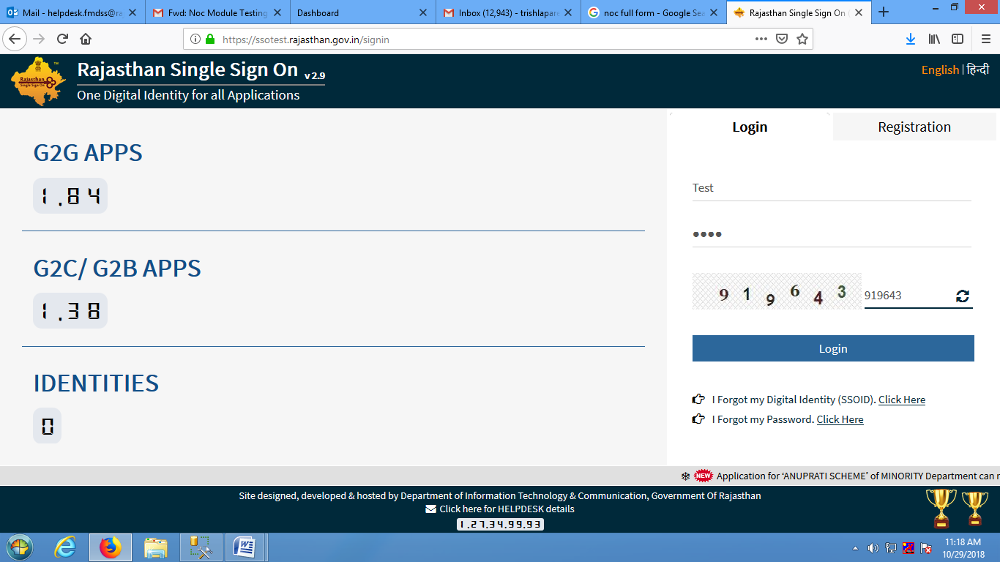 Mail - helpdesk.fmdss@ra
Fwd: Noc Module Testing
Dashboard
Inbox (12,943) - trishlapare
noc full form - Google Sea
Rajasthan Single Sign On
https://ssotest.rajasthan.gov.in/signin
Rajasthan Single Sign On
Rajasthan Single Sign On v 2.9
One Digital Identity for all Applications
English | हिन्दी
G2G APPS
1.84
G2C/ G2B APPS
1.38
IDENTITIES
0
Login
Registration
Test
9 1 9 6 4 3
919643
Login
I Forgot my Digital Identity (SSOID). Click Here
I Forgot my Password. Click Here
NEW Application for ‘ANUPRATI SCHEME’ of MINORITY Department can
Site designed, developed & hosted by Department of Information Technology & Communication, Government Of Rajasthan
Click here for HELPDESK details
1.27.34.99.93
11:18 AM
10/29/2018